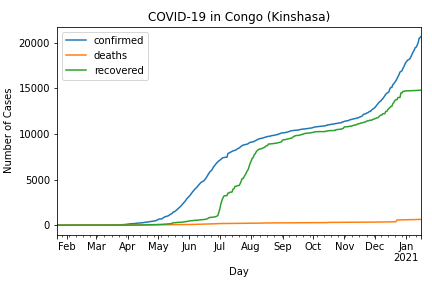 COVID-19 in Congo (Kinshasa)
confirmed
deaths
recovered
Number of Cases
20000
15000
10000
5000
0
Feb Mar Apr May Jun Jul Aug Sep Oct Nov Dec Jan
2021
Day